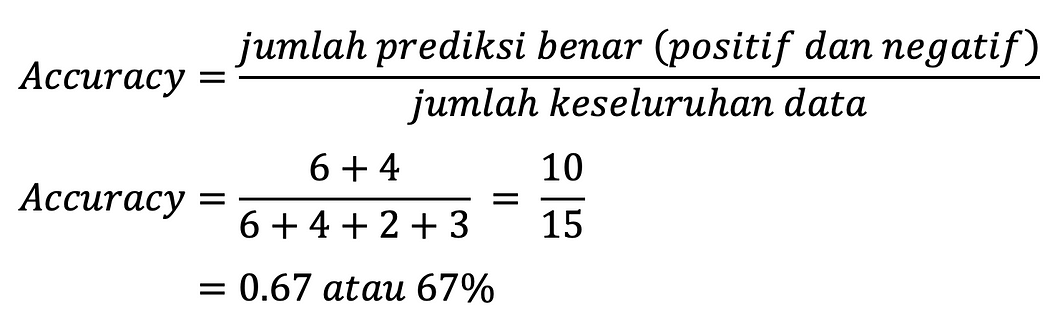 Accuracy = jumlah prediksi benar (positif dan negatif) / jumlah keseluruhan data
Accuracy = 6 + 4 / 6 + 4 + 2 + 3 = 10 / 15
= 0.67 atau 67%